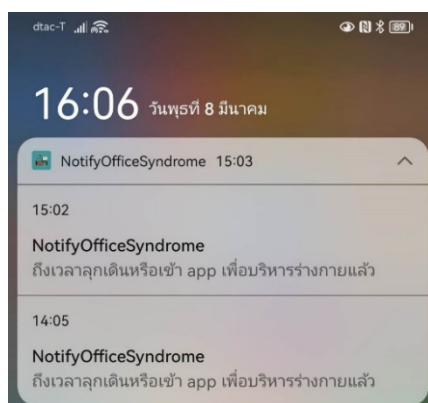 dtac-T 89
16:06 วันพุธที่ 8 มีนาคม
NotifyOfficeSyndrome 15:03
15:02
NotifyOfficeSyndrome
ถึงเวลาลุกเดินหรือเข้า app เพื่อบริหารร่างกายแล้ว
14:05
NotifyOfficeSyndrome
ถึงเวลาลุกเดินหรือเข้า app เพื่อบริหารร่างกายแล้ว